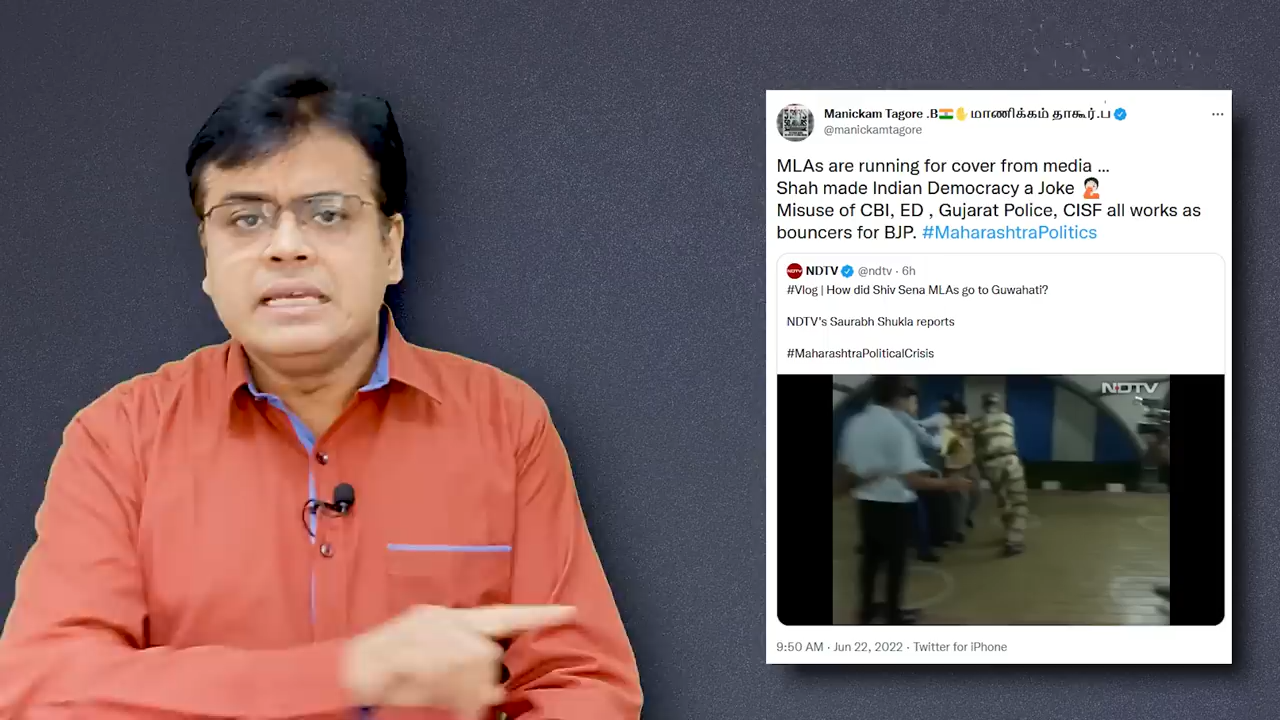 Manickam Tagore .B🇮🇳✋மாணிக்கம் தாகூர்.ப
@manickamtagore
MLAs are running for cover from media ...
Shah made Indian Democracy a Joke 🤦🏻
Misuse of CBI, ED , Gujarat Police, CISF all works as
bouncers for BJP. #MaharashtraPolitics
NDTV @ndtv · 6h
#Vlog | How did Shiv Sena MLAs go to Guwahati?
NDTV's Saurabh Shukla reports
#MaharashtraPoliticalCrisis
NDTV
9:50 AM · Jun 22, 2022 · Twitter for iPhone